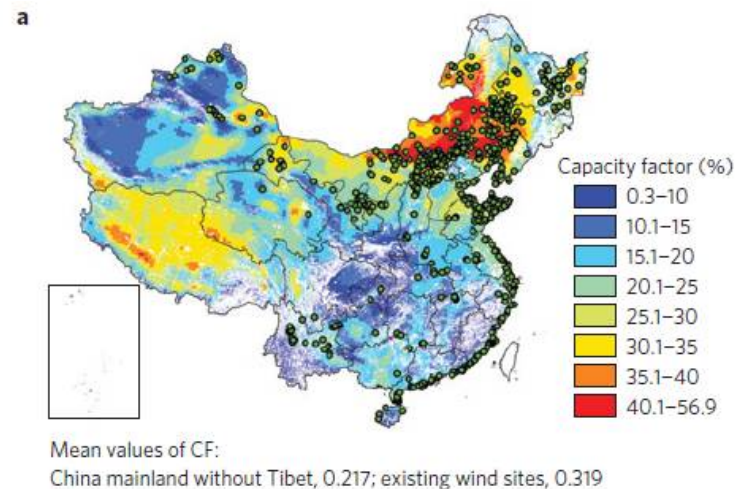 a
Capacity factor (%)
0.3–10
10.1–15
15.1–20
20.1–25
25.1–30
30.1–35
35.1–40
40.1–56.9
Mean values of CF:
China mainland without Tibet, 0.217; existing wind sites, 0.319